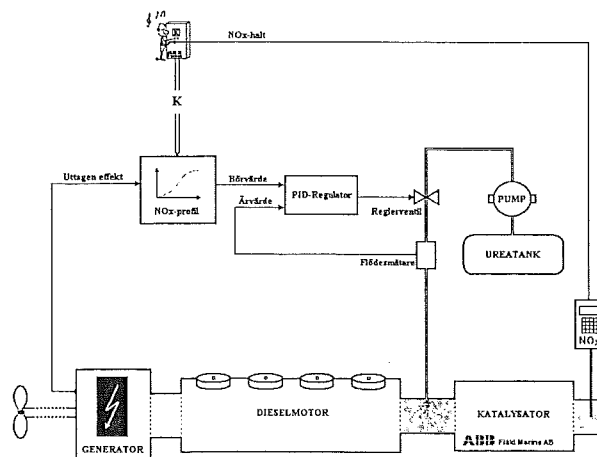 NOx-halt
K
Uttagen effekt
NOx-profil
Börvärde
Ärvärde
PID-Regulator
Reglerventil
PUMP
UREATANK
Flödesmätare
NOx
GENERATOR
DIESELMOTOR
KATALYSATOR
ABB Fläkt Marine AB